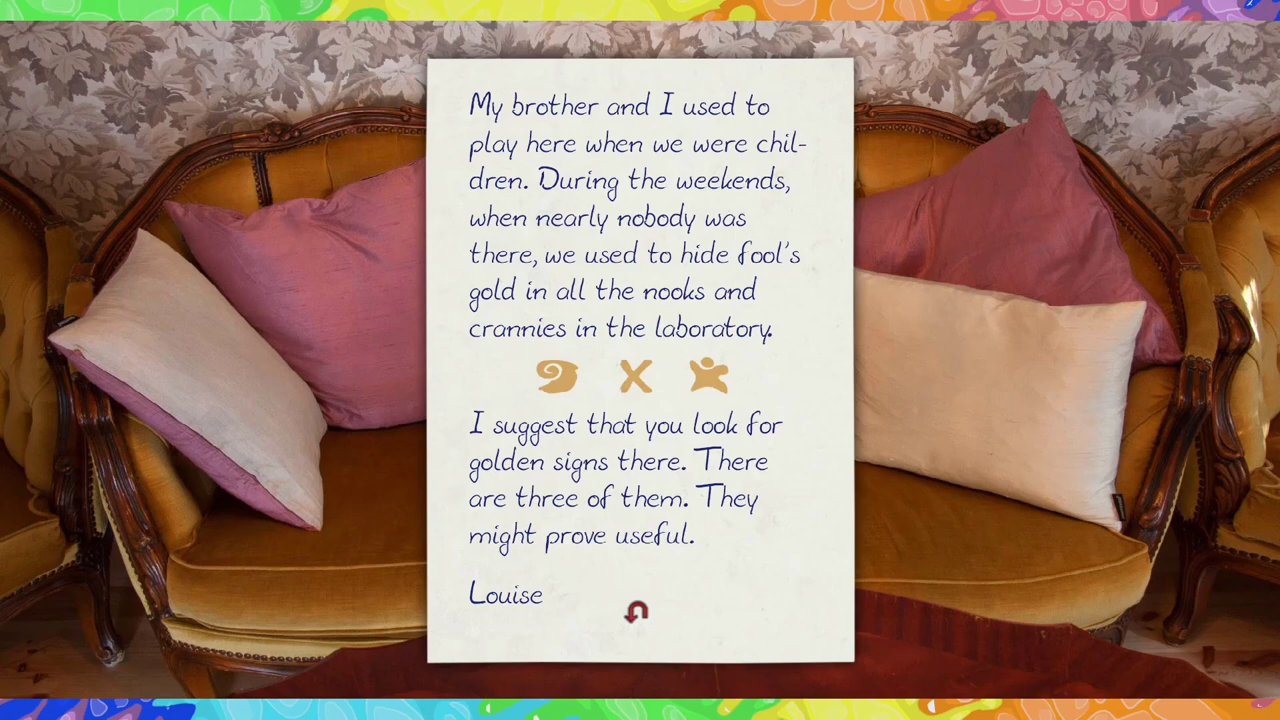 My brother and I used to
play here when we were chil-
dren. During the weekends,
when nearly nobody was
there, we used to hide fool's
gold in all the nooks and
crannies in the laboratory.
I suggest that you look for
golden signs there. There
are three of them. They
might prove useful.
Louise